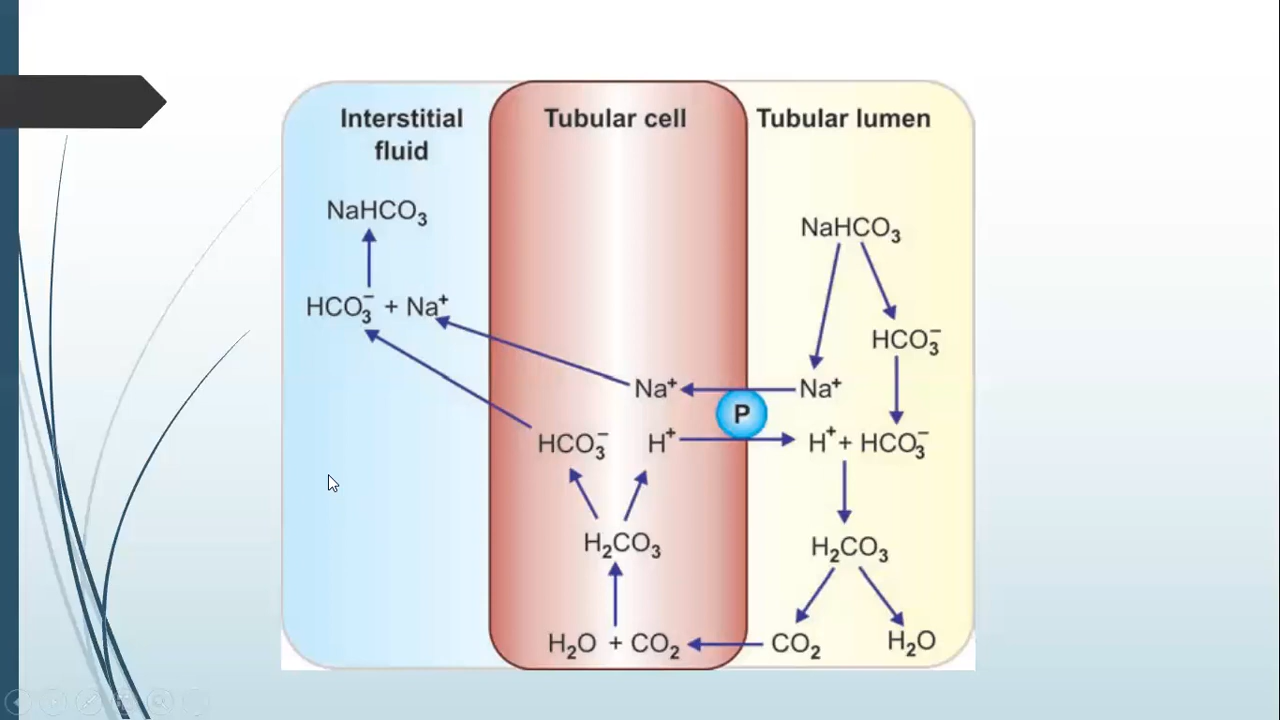 Interstitial
fluid
Tubular cell
Tubular lumen
NaHCO₃
NaHCO₃
HCO₃⁻ + Na⁺
HCO₃⁻
Na⁺
Na⁺
P
HCO₃⁻
H⁺
H⁺ + HCO₃⁻
H₂CO₃
H₂CO₃
H₂O + CO₂
CO₂
H₂O